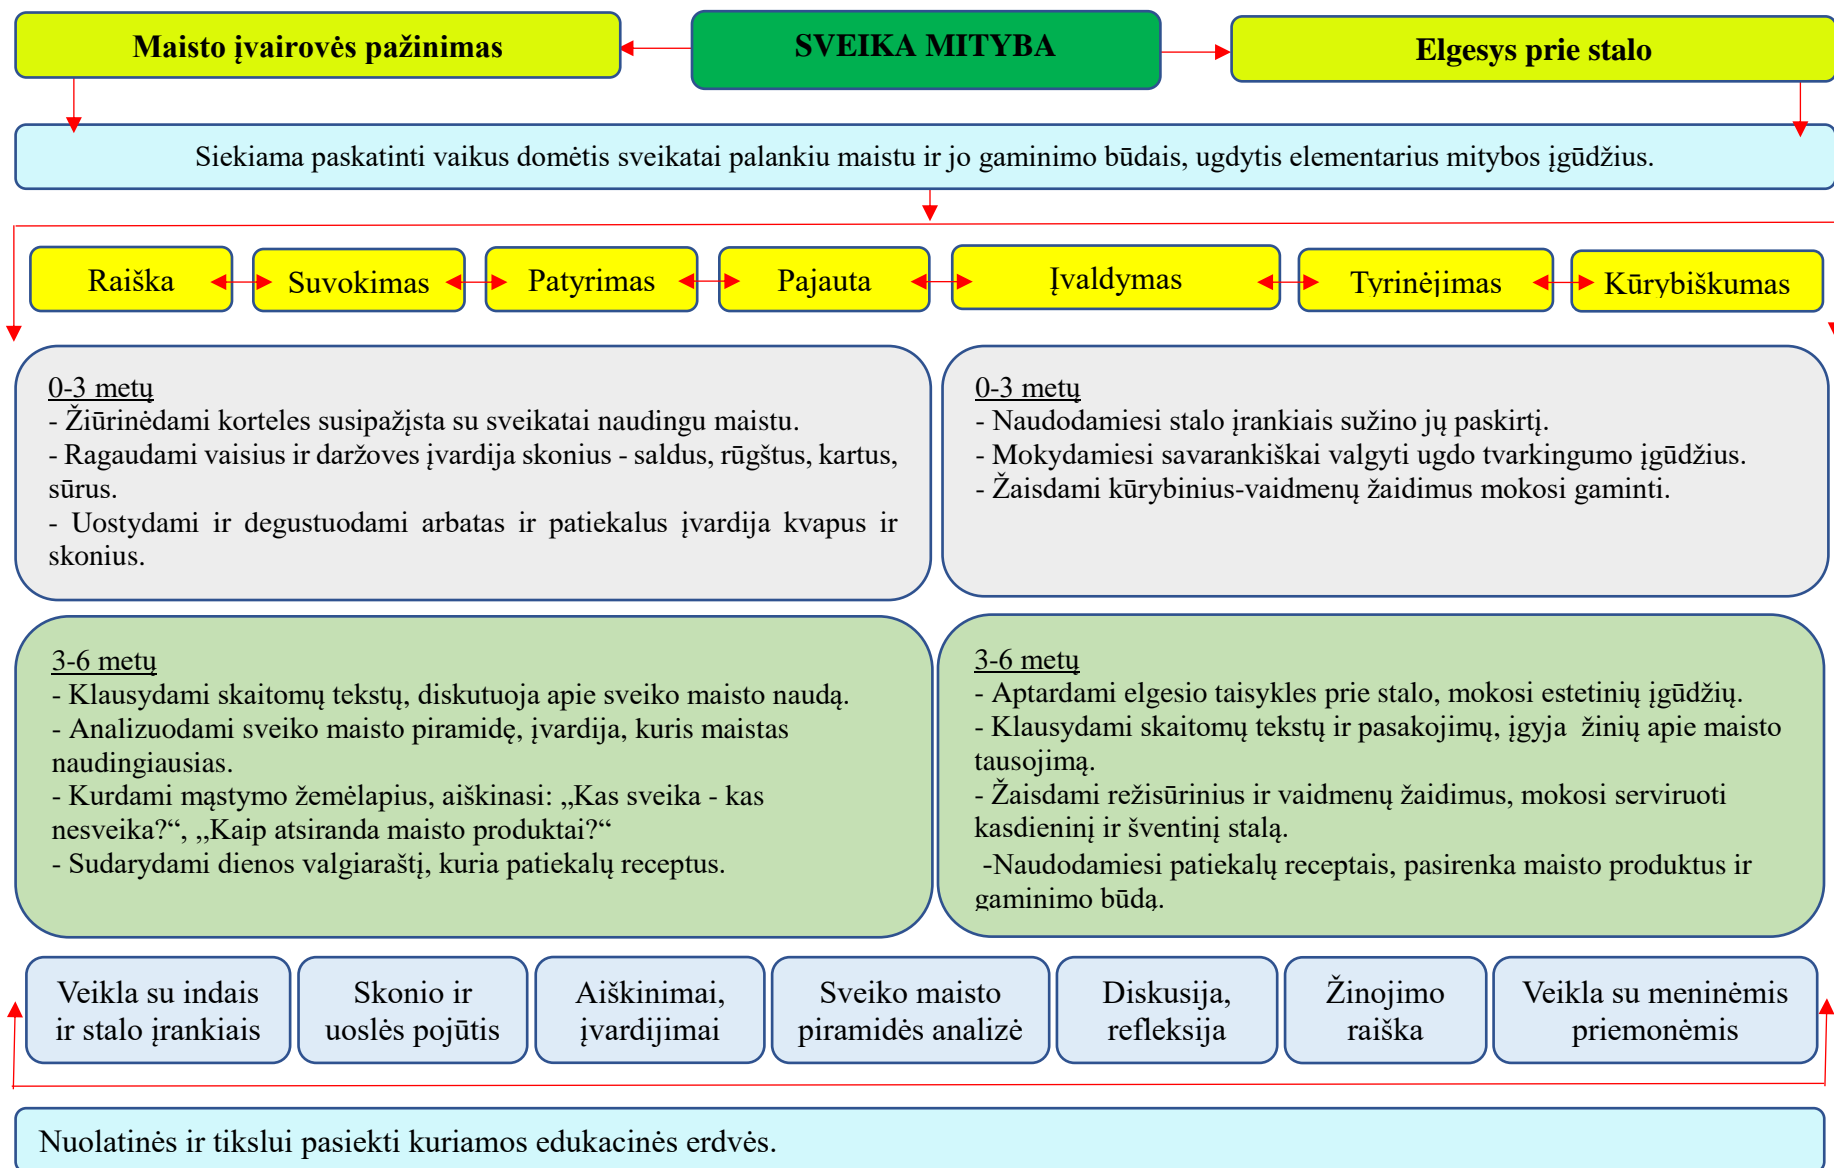 Maisto įvairovės pažinimas
SVEIKA MITYBA
Elgesys prie stalo
Siekiama paskatinti vaikus domėtis sveikatai palankiu maistu ir jo gaminimo būdais, ugdytis elementarius mitybos įgūdžius.
Raiška
Suvokimas
Patyrimas
Pajauta
Įvaldymas
Tyrinėjimas
Kūrybiškumas
0-3 metų
- Žiūrinėdami korteles susipažįsta su sveikatai naudingu maistu.
- Ragaudami vaisius ir daržoves įvardija skonius - saldus, rūgštus, kartus,
sūrus.
- Uostydami ir degustuodami arbatas ir patiekalus įvardija kvapus ir
skonius.
0-3 metų
- Naudodamiesi stalo įrankiais sužino jų paskirtį.
- Mokydamiesi savarankiškai valgyti ugdo tvarkingumo įgūdžius.
- Žaisdami kūrybinius-vaidmenų žaidimus mokosi gaminti.
3-6 metų
- Klausydami skaitomų tekstų, diskutuoja apie sveiko maisto naudą.
- Analizuodami sveiko maisto piramidę, įvardija, kuris maistas
naudingiausias.
- Kurdami mąstymo žemėlapius, aiškinasi: „Kas sveika - kas
nesveika?“, „Kaip atsiranda maisto produktai?“
- Sudarydami dienos valgiaraštį, kuria patiekalų receptus.
3-6 metų
- Aptardami elgesio taisykles prie stalo, mokosi estetinių įgūdžių.
- Klausydami skaitomų tekstų ir pasakojimų, įgyja žinių apie maisto
tausojimą.
- Žaisdami režisūrinius ir vaidmenų žaidimus, mokosi serviruoti
kasdieninį ir šventinį stalą.
-Naudodamiesi patiekalų receptais, pasirenka maisto produktus ir
gaminimo būdą.
Veikla su indais
ir stalo įrankiais
Skonio ir
uoslės pojūtis
Aiškinimai,
įvardijimai
Sveiko maisto
piramidės analizė
Diskusija,
refleksija
Žinojimo
raiška
Veikla su meninėmis
priemonėmis
Nuolatinės ir tikslui pasiekti kuriamos edukacinės erdvės.